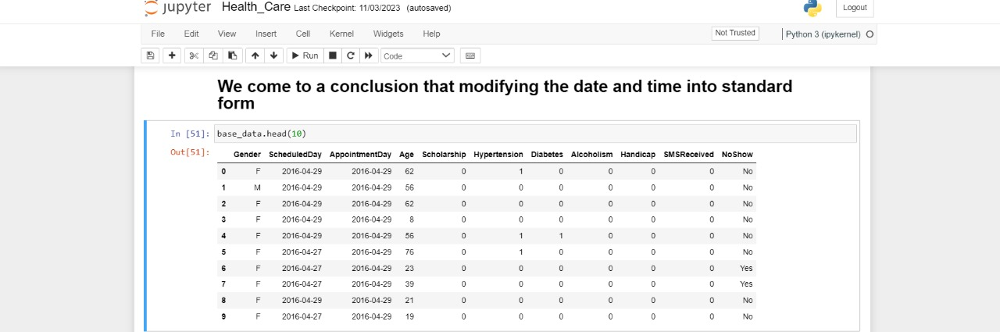 jupyter Health_Care Last Checkpoint: 11/03/2023 (autosaved) Logout
File Edit View Insert Cell Kernel Widgets Help Not Trusted Python 3 (ipykernel)
Run Code
We come to a conclusion that modifying the date and time into standard
form
In [51]: base_data.head(10)
Out[51]:
Gender ScheduledDay AppointmentDay Age Scholarship Hypertension Diabetes Alcoholism Handicap SMSReceived NoShow
0 F 2016-04-29 2016-04-29 62 0 1 0 0 0 0 No
1 M 2016-04-29 2016-04-29 56 0 0 0 0 0 0 No
2 F 2016-04-29 2016-04-29 62 0 0 0 0 0 0 No
3 F 2016-04-29 2016-04-29 8 0 0 0 0 0 0 No
4 F 2016-04-29 2016-04-29 56 0 1 1 0 0 0 No
5 F 2016-04-27 2016-04-29 76 0 1 0 0 0 0 No
6 F 2016-04-27 2016-04-29 23 0 0 0 0 0 0 Yes
7 F 2016-04-27 2016-04-29 39 0 0 0 0 0 0 Yes
8 F 2016-04-29 2016-04-29 21 0 0 0 0 0 0 No
9 F 2016-04-27 2016-04-29 19 0 0 0 0 0 0 No